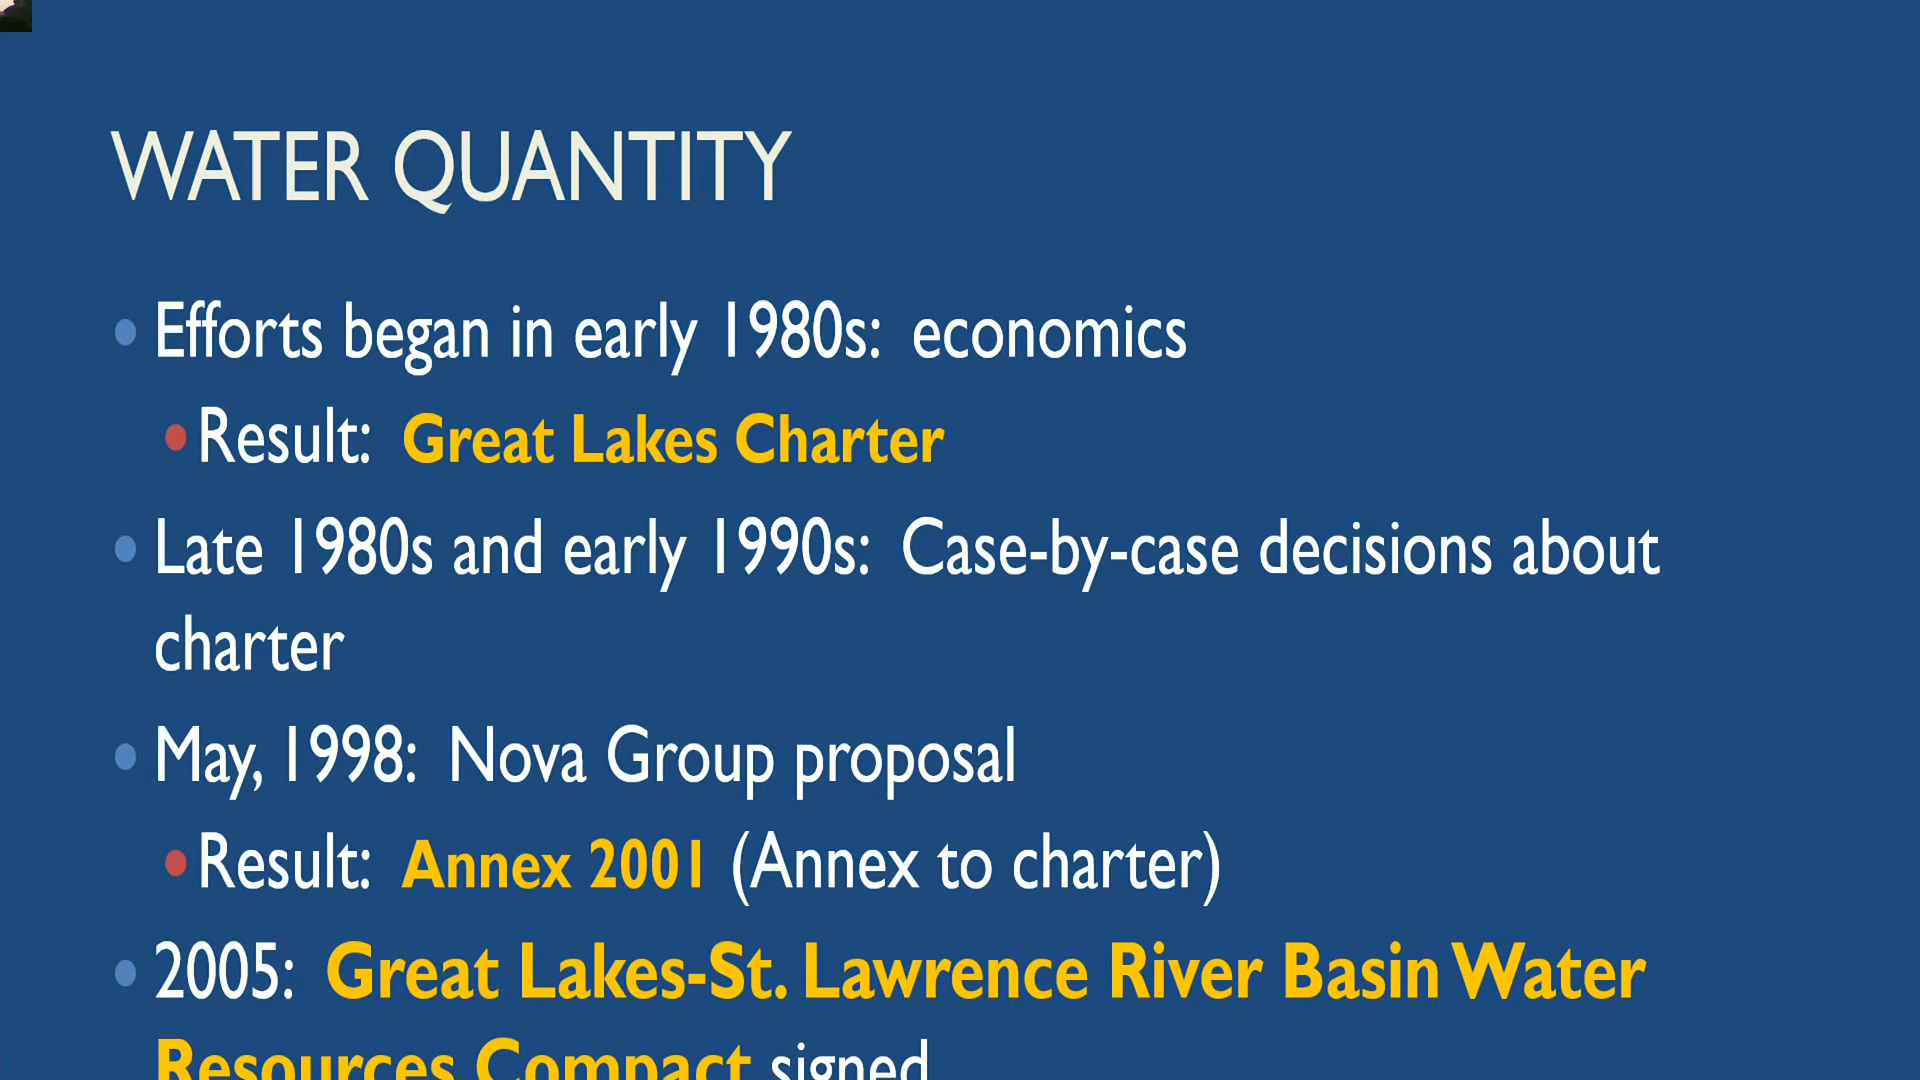 WATER QUANTITY
• Efforts began in early 1980s: economics
• Result: Great Lakes Charter
• Late 1980s and early 1990s: Case-by-case decisions about
charter
• May, 1998: Nova Group proposal
• Result: Annex 2001 (Annex to charter)
• 2005: Great Lakes-St. Lawrence River Basin Water
Resources Compact signed